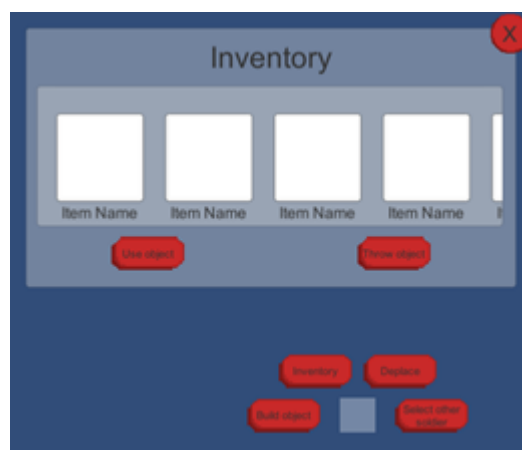 X
Inventory
Item Name Item Name Item Name Item Name
Use object Throw object
Inventory Deplace
Build object Select other
soldier